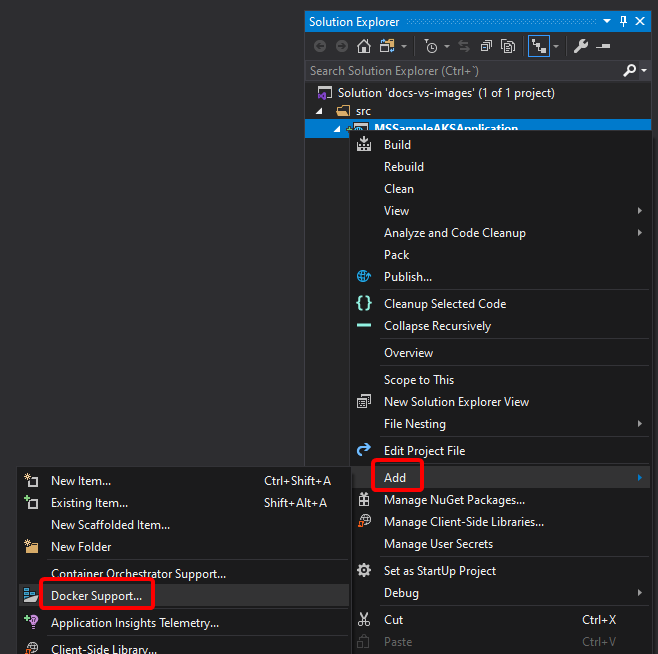 Solution Explorer
Search Solution Explorer (Ctrl+¨)
Solution 'docs-vs-images' (1 of 1 project)
src
MSSampleAKSApplication
Build
Rebuild
Clean
View
Analyze and Code Cleanup
Pack
Publish...
Cleanup Selected Code
Collapse Recursively
Overview
Scope to This
New Solution Explorer View
File Nesting
Edit Project File
Add
Manage NuGet Packages...
Manage Client-Side Libraries...
Manage User Secrets
Set as StartUp Project
Debug
Cut Ctrl+X
Paste Ctrl+V
New Item... Ctrl+Shift+A
Existing Item... Shift+Alt+A
New Scaffolded Item...
New Folder
Container Orchestrator Support...
Docker Support...
Application Insights Telemetry...
Client-Side Library...